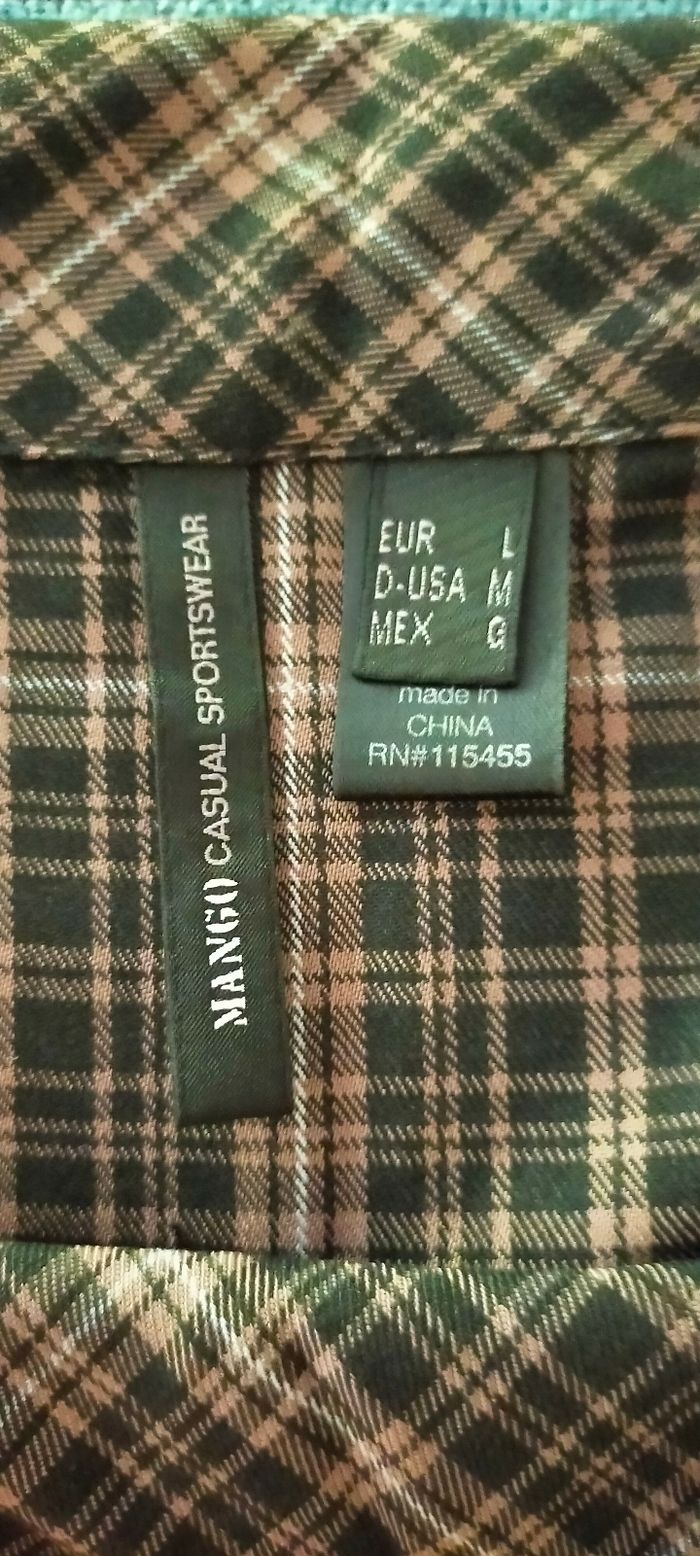 MANGO CASUAL SPORTSWEAR
EUR L
D-USA M
MEX G
made in
CHINA
RN#115455